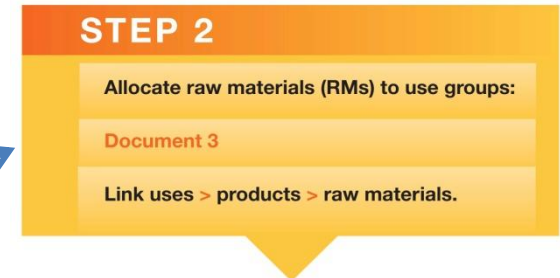 STEP 2
Allocate raw materials (RMs) to use groups:
Document 3
Link uses > products > raw materials.